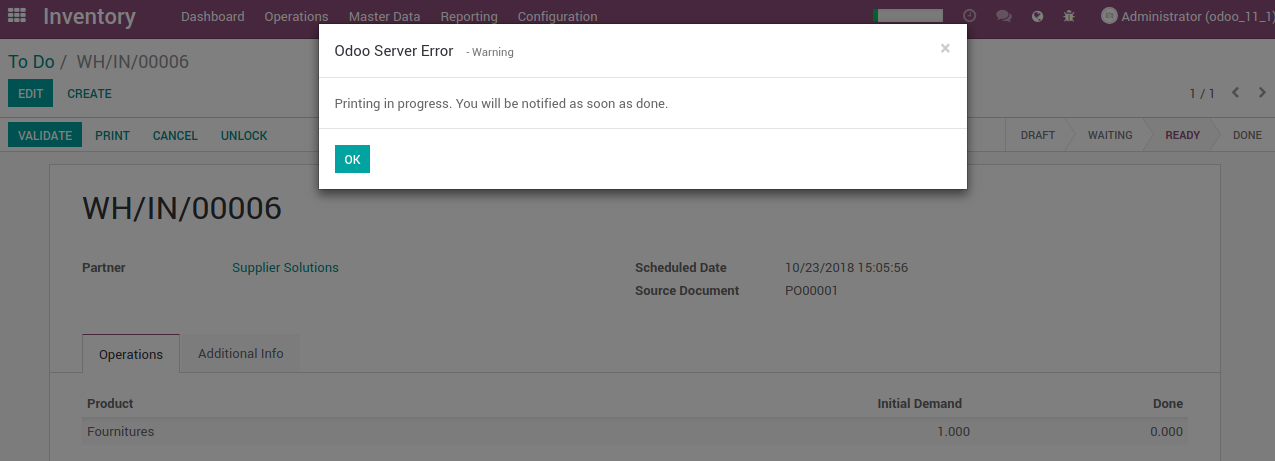 Inventory Dashboard Operations Master Data Reporting Configuration Administrator (odoo_11_1)
Odoo Server Error - Warning ×
To Do / WH/IN/00006
EDIT CREATE 1 / 1
Printing in progress. You will be notified as soon as done.
VALIDATE PRINT CANCEL UNLOCK DRAFT WAITING READY DONE
OK
WH/IN/00006
Partner Supplier Solutions Scheduled Date 10/23/2018 15:05:56
Source Document PO00001
Operations Additional Info
Product Initial Demand Done
Fournitures 1.000 0.000